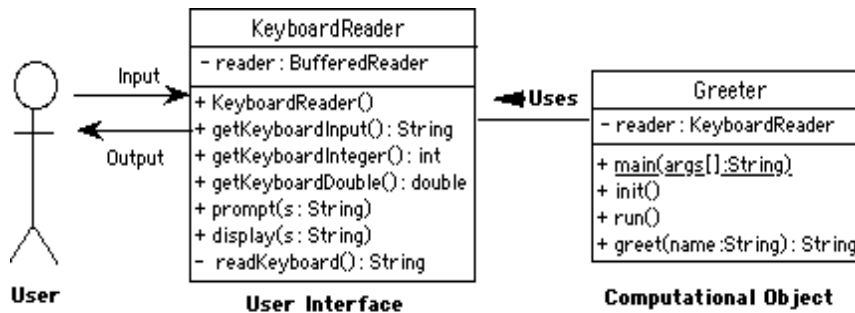 Input
Output
User
KeyboardReader
- reader : BufferedReader
+ KeyboardReader()
+ getKeyboardInput() : String
+ getKeyboardInteger() : int
+ getKeyboardDouble() : double
+ prompt(s : String)
+ display(s : String)
- readKeyboard() : String
User Interface
Uses
Greeter
- reader : KeyboardReader
+ main(args[] :String)
+ init()
+ run()
+ greet(name :String) : String
Computational Object